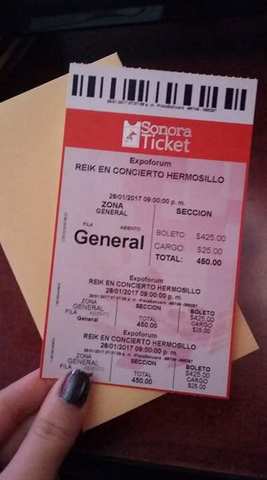 Sonora
Ticket
Expoforum
REIK EN CONCIERTO HERMOSILLO
28/01/2017 09:00:00 p. m.
ZONA SECCION
GENERAL
FILA ASIENTO
General
BOLETO: $425.00
CARGO: $25.00
TOTAL: 450.00
Expoforum
REIK EN CONCIERTO HERMOSILLO
28/01/2017 09:00:00 p. m.
ZONA SECCION BOLETO
GENERAL $425.00
FILA TOTAL CARGO
General 450.00 $25.00
Expoforum
REIK EN CONCIERTO HERMOSILLO
28/01/2017 09:00:00 p. m.
ZONA SECCION BOLETO
GENERAL $425.00
FILA TOTAL CARGO
450.00 $25.00